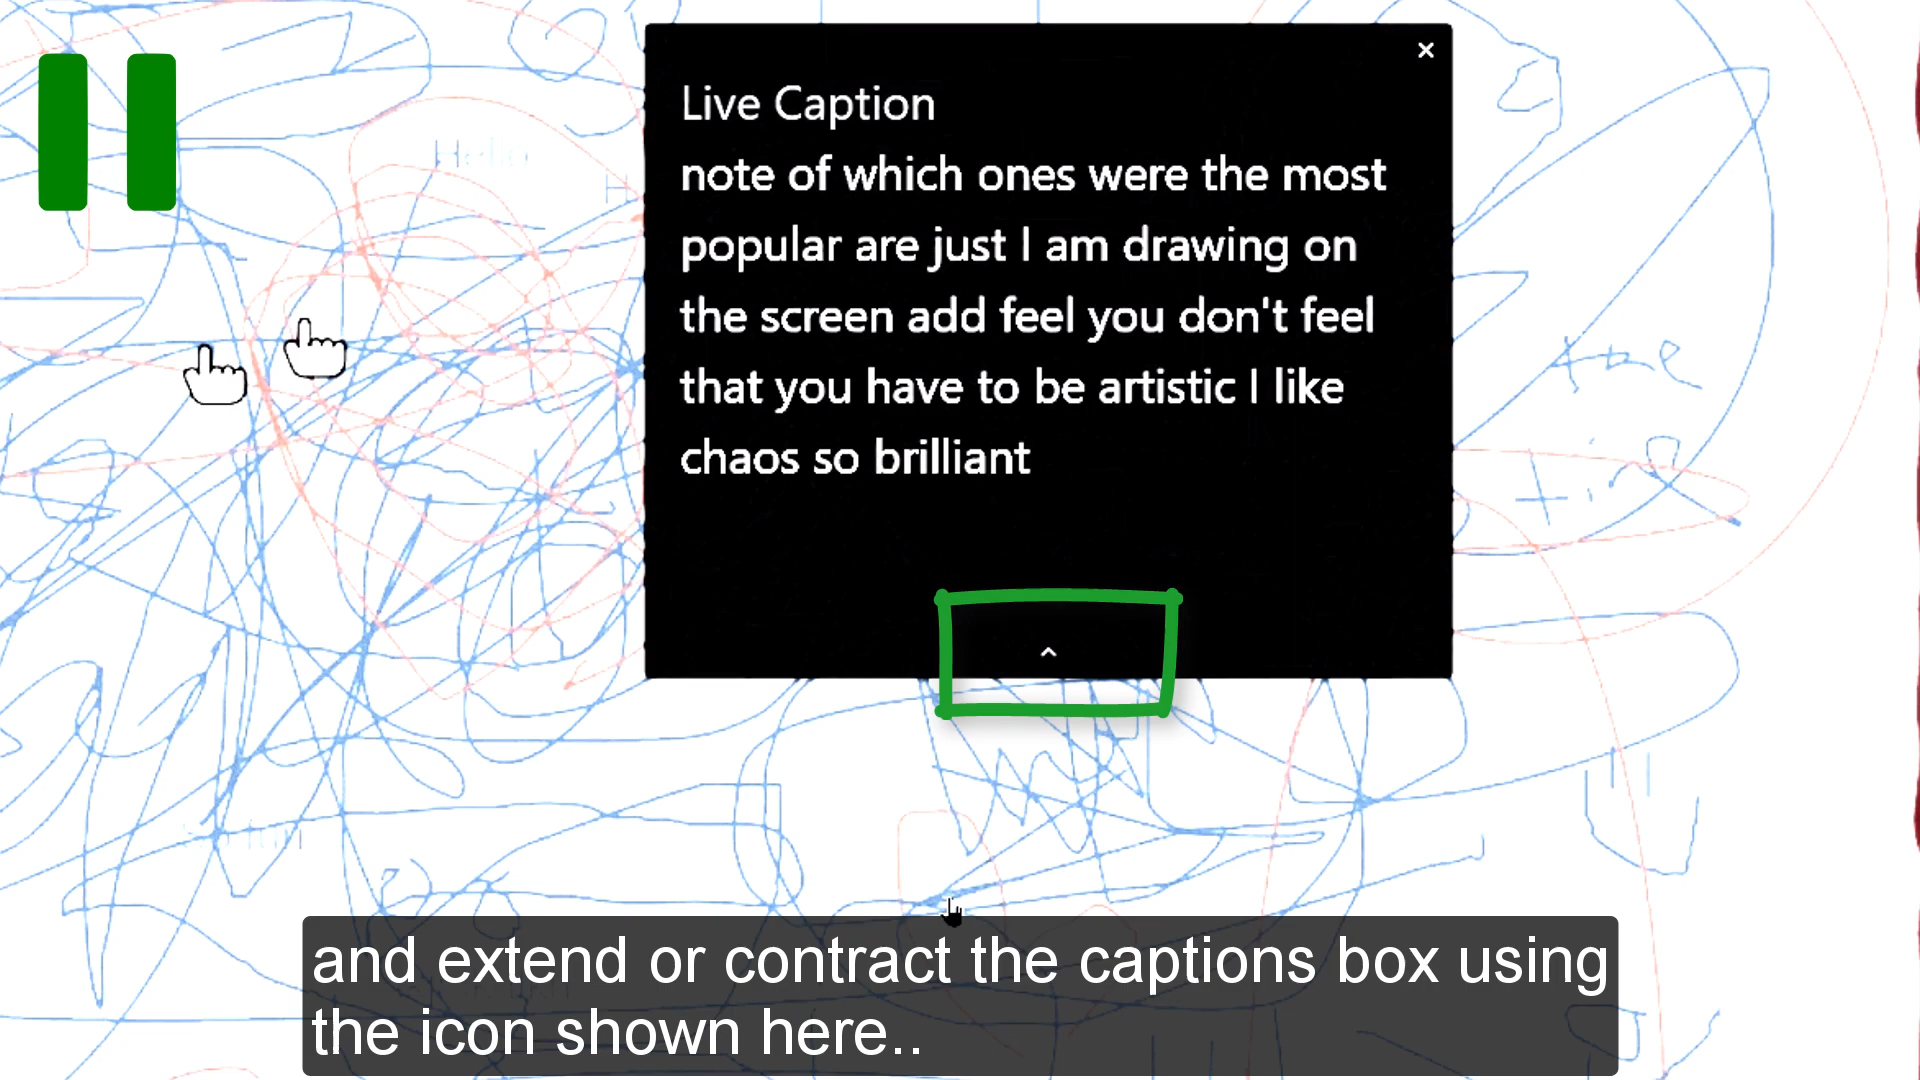 Live Caption
note of which ones were the most
popular are just I am drawing on
the screen add feel you don't feel
that you have to be artistic I like
chaos so brilliant
Hello
H
the
and extend or contract the captions box using
the icon shown here..